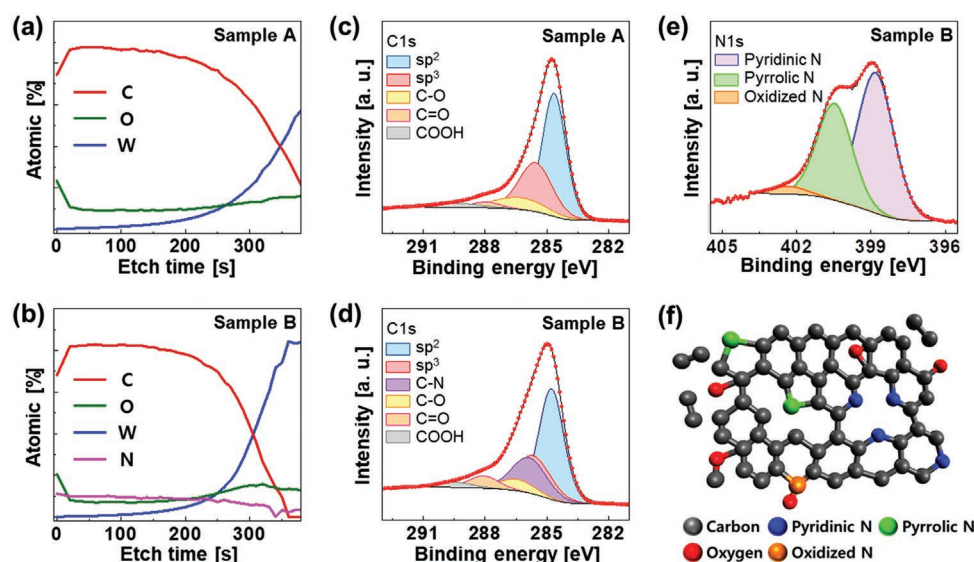 (a)
Sample A
Atomic [%]
C
O
W
0
100
200
300
Etch time [s]
(b)
Sample B
Atomic [%]
C
O
W
N
0
100
200
300
Etch time [s]
(c)
C1s
Sample A
sp²
sp³
C-O
C=O
COOH
Intensity [a. u.]
291
288
285
282
Binding energy [eV]
(d)
C1s
Sample B
sp²
sp³
C-N
C-O
C=O
COOH
Intensity [a. u.]
291
288
285
282
Binding energy [eV]
(e)
N1s
Sample B
Pyridinic N
Pyrrolic N
Oxidized N
Intensity [a. u.]
405
402
399
396
Binding energy [eV]
(f)
Carbon
Pyridinic N
Pyrrolic N
Oxygen
Oxidized N